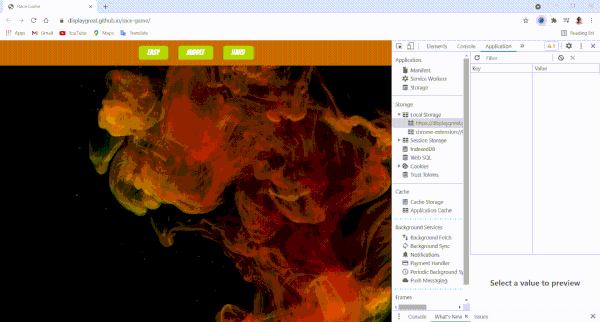 Race Game
displaygreat.github.io/race-game/
Apps
Gmail
YouTube
Maps
Translate
Reading list
EASY
MIDDLE
HARD
Elements
Console
Application
1
Filter
Application
Manifest
Service Workers
Storage
Storage
Local Storage
https://displaygreat.g
chrome-extension://
Session Storage
IndexedDB
Web SQL
Cookies
Trust Tokens
Cache
Cache Storage
Application Cache
Background Services
Background Fetch
Background Sync
Notifications
Payment Handler
Periodic Background Sy
Push Messaging
Frames
Key
Value
Select a value to preview
Console
What's New
Issues